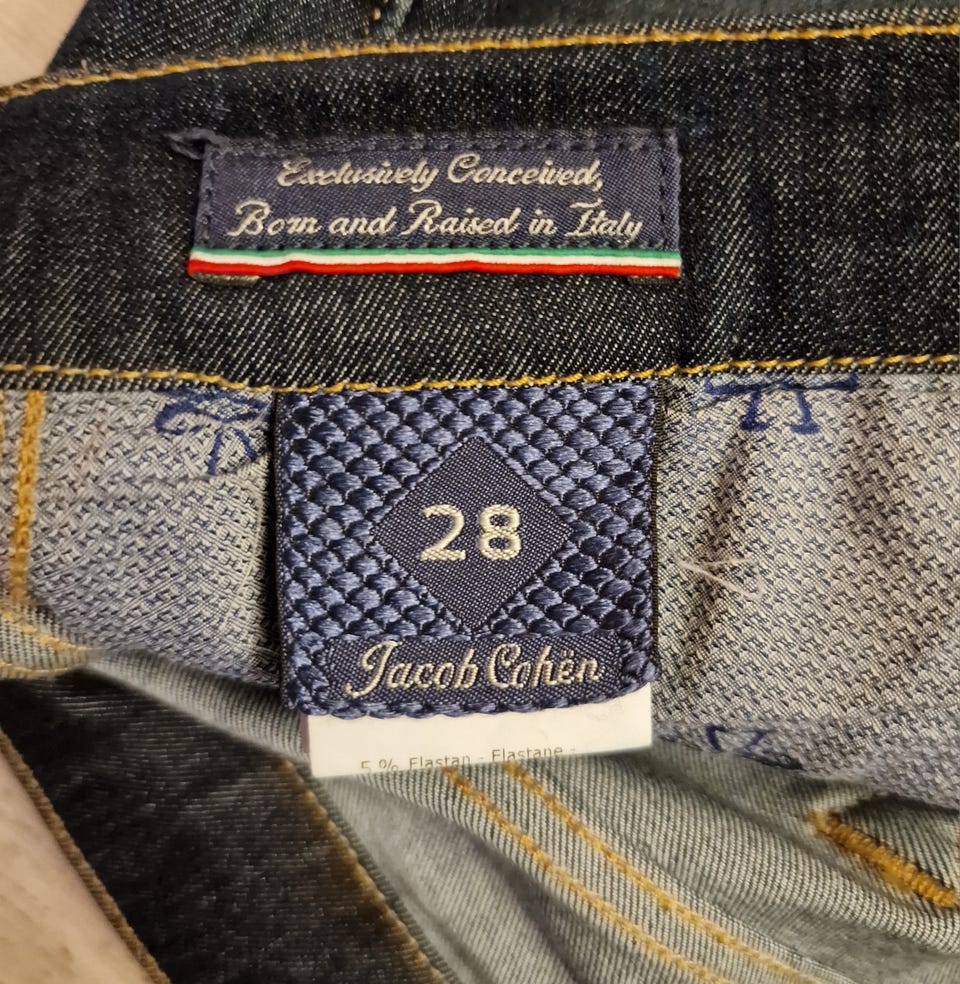 Exclusively Conceived,
Born and Raised in Italy
28
Jacob Cohën
5 % Elastan - Elastane -